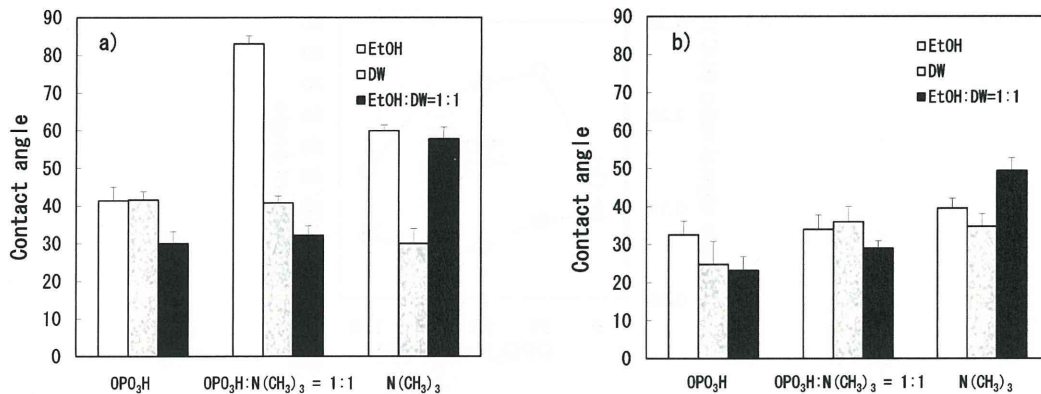 a)
EtOH
DW
EtOH:DW=1:1
Contact angle
90
80
70
60
50
40
30
20
10
0
OPO₃H
OPO₃H:N(CH₃)₃ = 1:1
N(CH₃)₃
b)
EtOH
DW
EtOH:DW=1:1
Contact angle
90
80
70
60
50
40
30
20
10
0
OPO₃H
OPO₃H:N(CH₃)₃ = 1:1
N(CH₃)₃